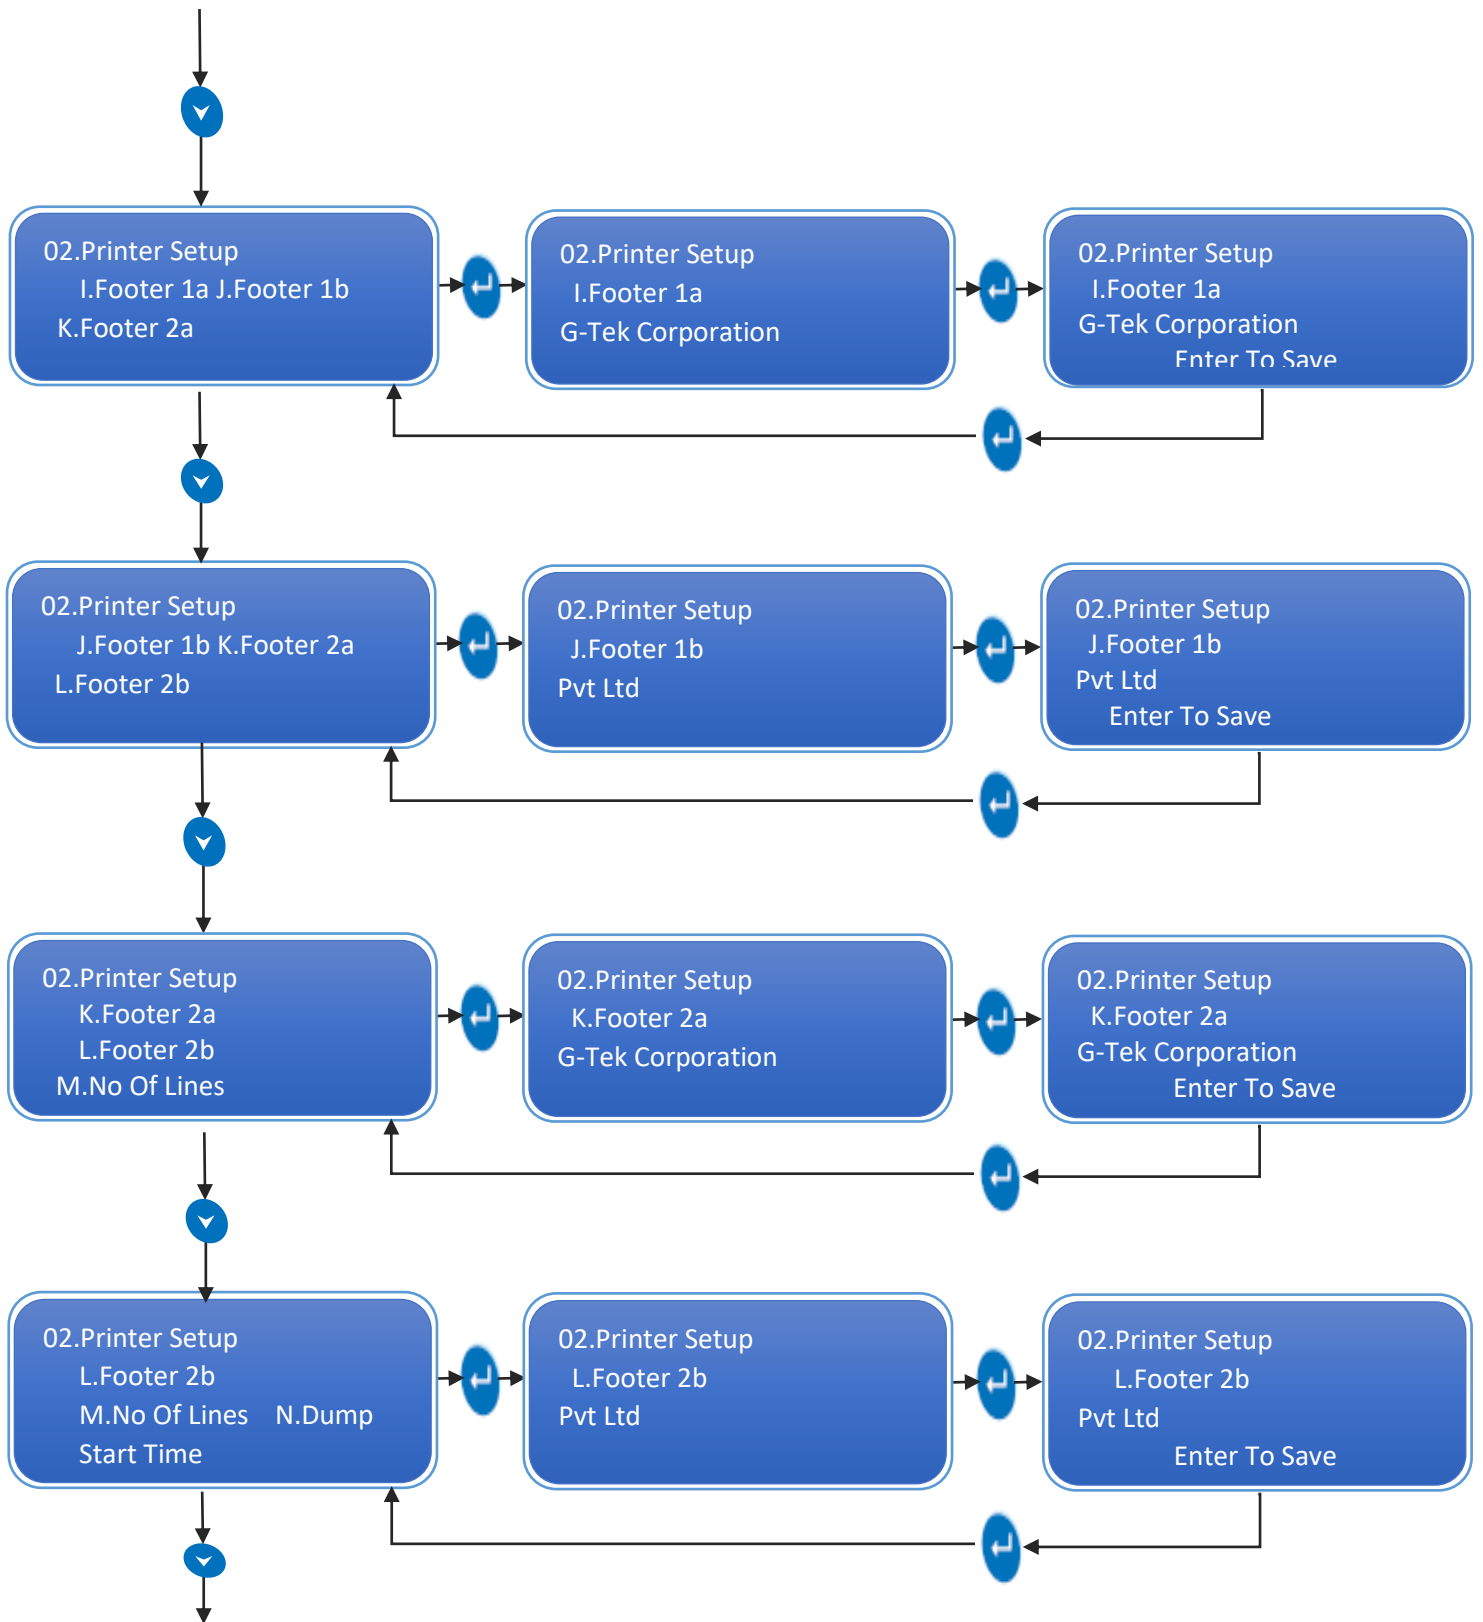 02.Printer Setup
I.Footer 1a J.Footer 1b
K.Footer 2a
02.Printer Setup
I.Footer 1a
G-Tek Corporation
02.Printer Setup
I.Footer 1a
G-Tek Corporation
Enter To Save
02.Printer Setup
J.Footer 1b K.Footer 2a
L.Footer 2b
02.Printer Setup
J.Footer 1b
Pvt Ltd
02.Printer Setup
J.Footer 1b
Pvt Ltd
Enter To Save
02.Printer Setup
K.Footer 2a
L.Footer 2b
M.No Of Lines
02.Printer Setup
K.Footer 2a
G-Tek Corporation
02.Printer Setup
K.Footer 2a
G-Tek Corporation
Enter To Save
02.Printer Setup
L.Footer 2b
M.No Of Lines N.Dump
Start Time
02.Printer Setup
L.Footer 2b
Pvt Ltd
02.Printer Setup
L.Footer 2b
Pvt Ltd
Enter To Save